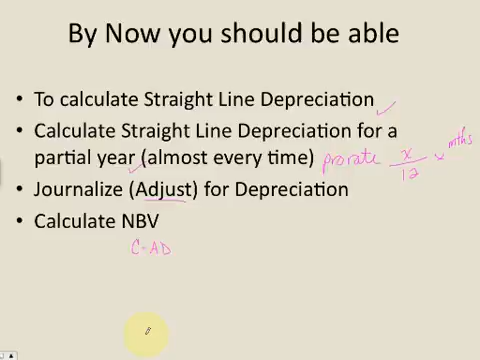 By Now you should be able
• To calculate Straight Line Depreciation
• Calculate Straight Line Depreciation for a
partial year (almost every time) prorate x/12 x mths
• Journalize (Adjust) for Depreciation
• Calculate NBV
C-AD